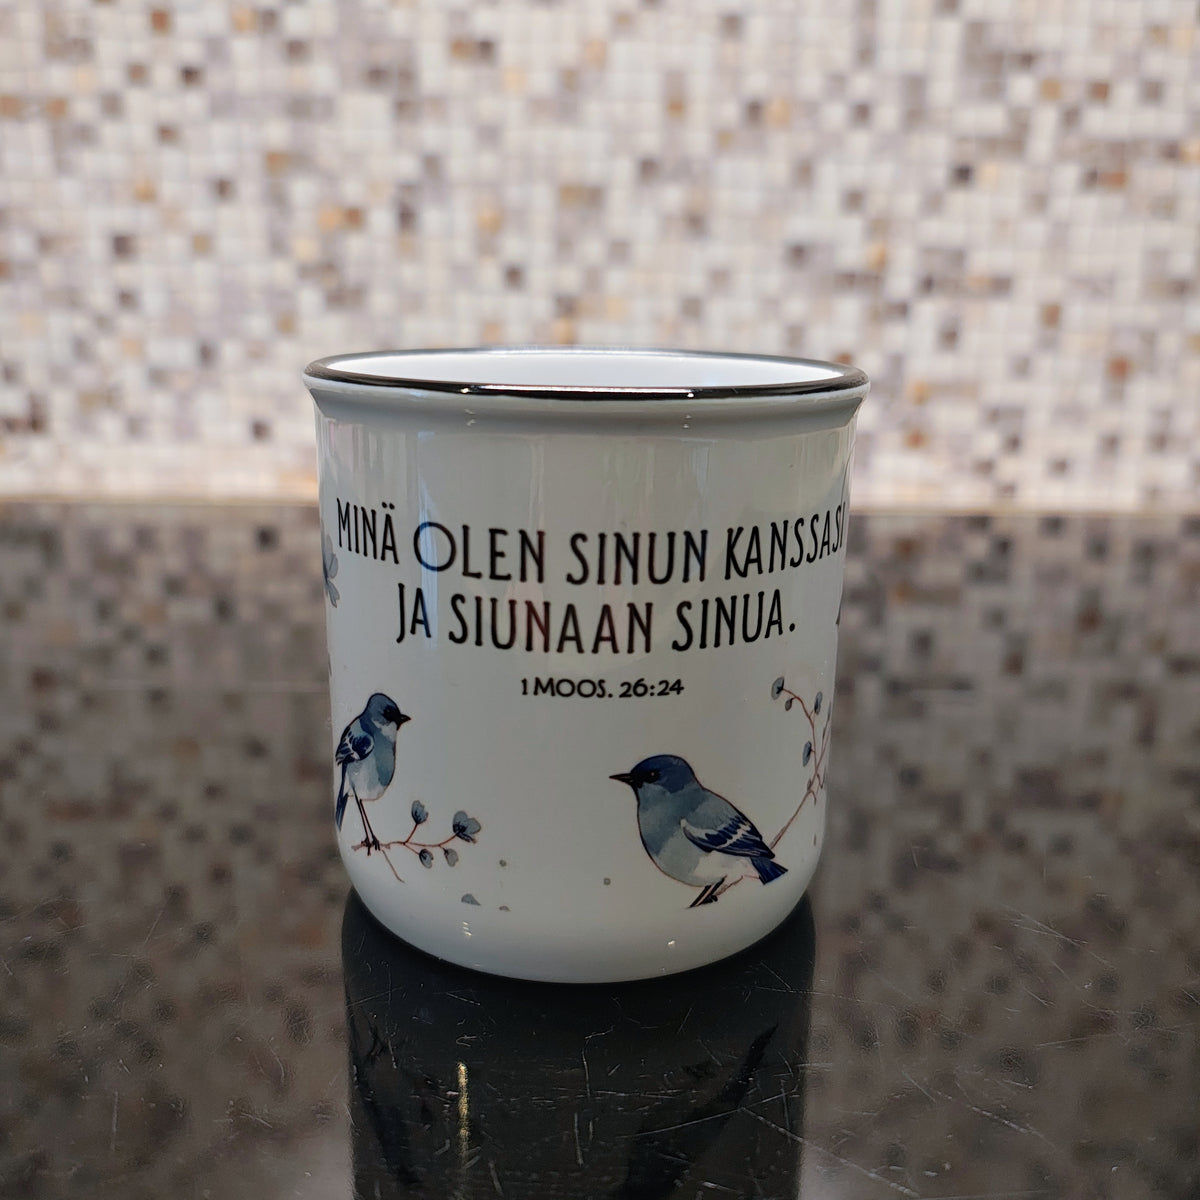 MINÄ OLEN SINUN KANSSASI
JA SIUNAAN SINUA.
1 MOOS. 26:24